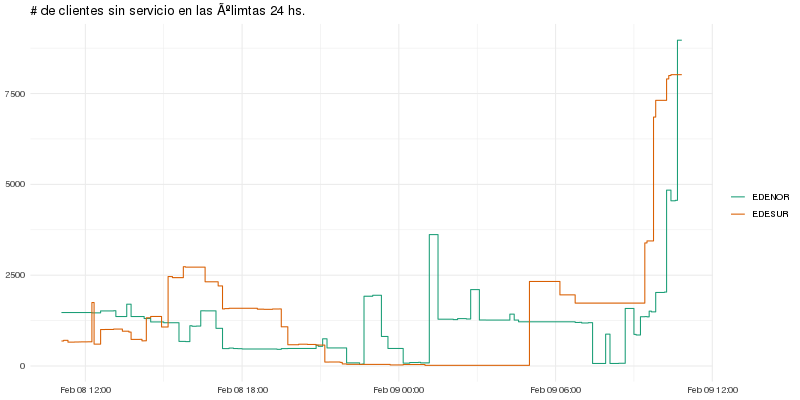 # de clientes sin servicio en las Ãºlimtas 24 hs.
7500
5000
2500
0
Feb 08 12:00
Feb 08 18:00
Feb 09 00:00
Feb 09 06:00
Feb 09 12:00
EDENOR
EDESUR